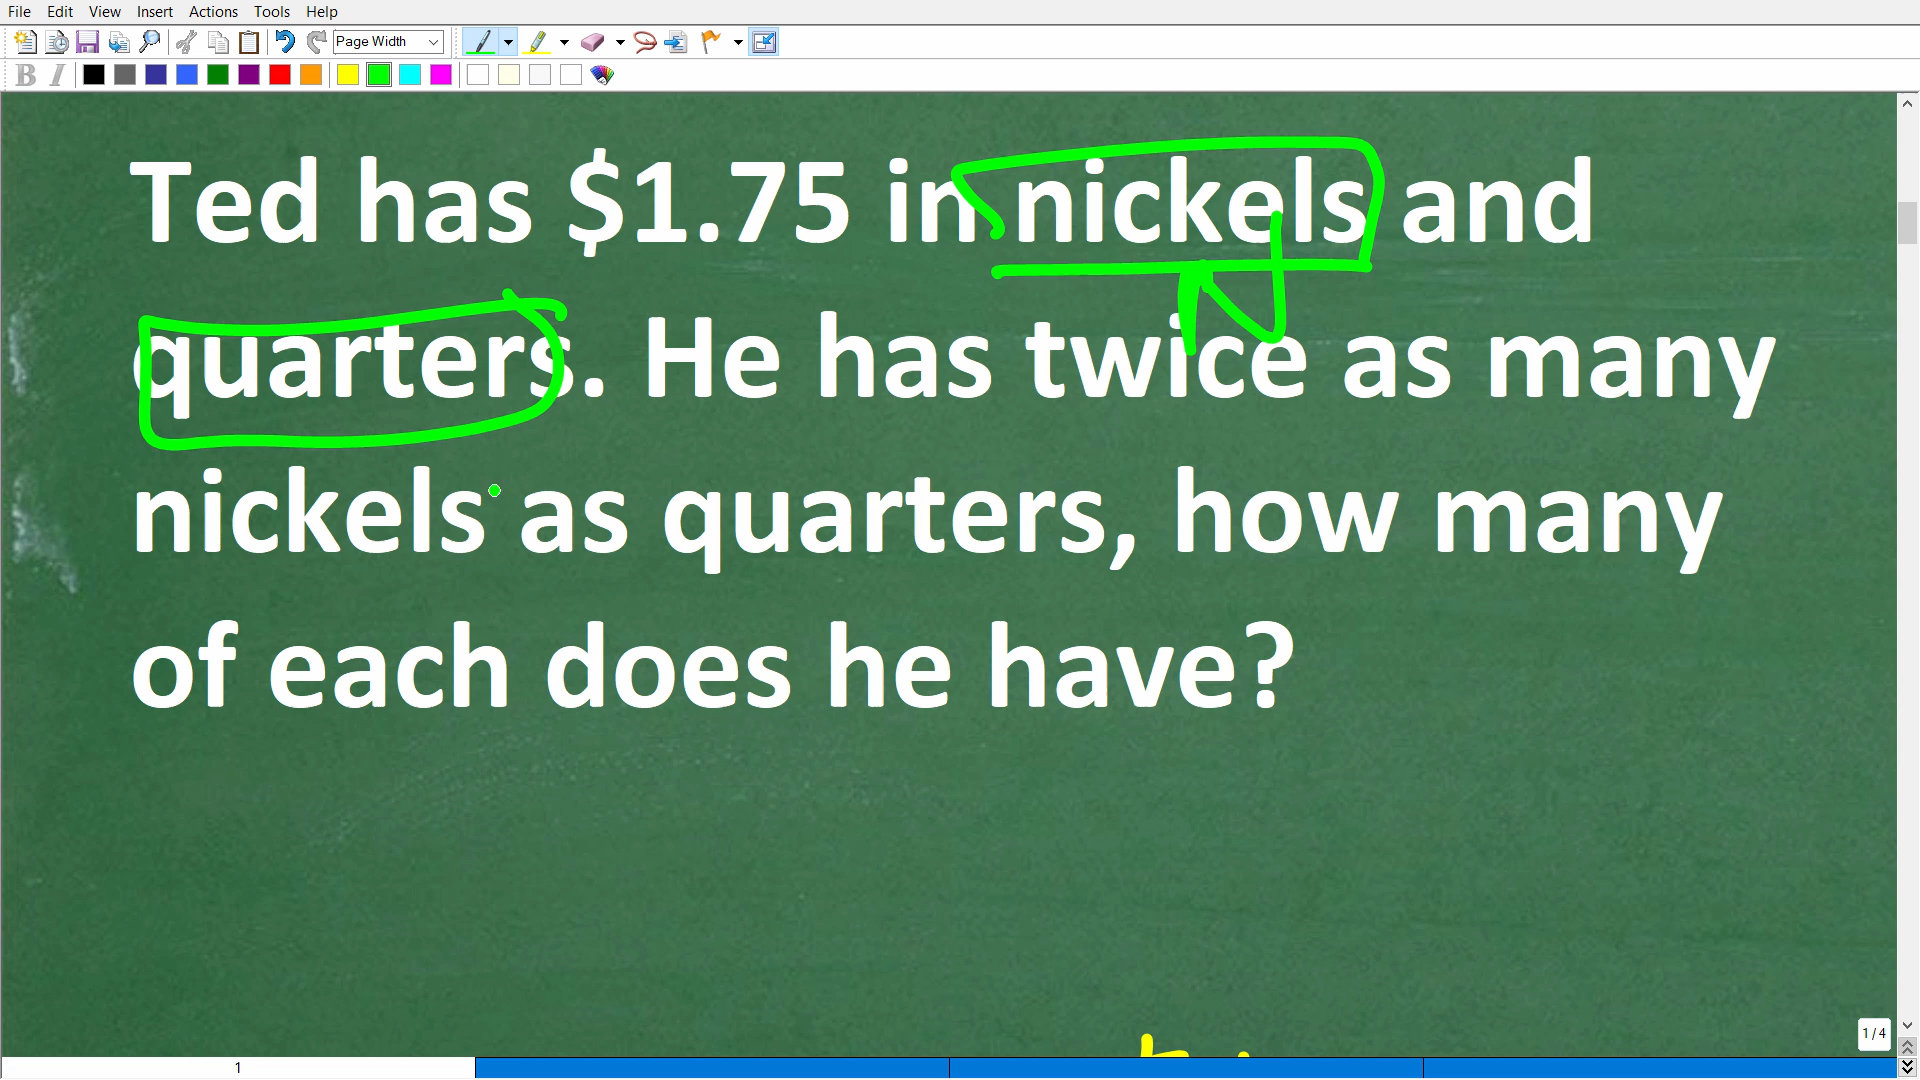 File Edit View Insert Actions Tools Help
Page Width
B I
Ted has $1.75 in nickels and
quarters. He has twice as many
nickels as quarters, how many
of each does he have?
N
1 / 4
1